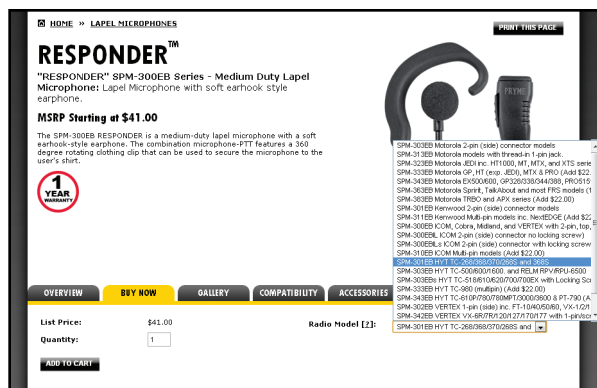 HOME » LAPEL MICROPHONES
PRINT THIS PAGE
RESPONDER™
"RESPONDER" SPM-300EB Series - Medium Duty Lapel
Microphone: Lapel Microphone with soft earhook style
earphone.
MSRP Starting at $41.00
The SPM-300EB RESPONDER is a medium-duty lapel microphone with a soft
earhook-style earphone. The combination microphone-PTT features a 360
degree rotating clothing clip that can be used to secure the microphone to the
user's shirt.
1
YEAR
WARRANTY
PRYME
SPM-303EB Motorola 2-pin (side) connector models
SPM-313EB Motorola models with thread-in 1-pin jack.
SPM-323EB Motorola JEDI inc. HT1000, MT, MTX, and XTS serie
SPM-333EB Motorola GP, HT (exp. JEDI), MTX & PRO (Add $22.
SPM-343EB Motorola EX500/600, GP328/338/344/388, PRO515
SPM-363EB Motorola Spririt, TalkAbout and most FRS models (1
SPM-383EB Motorola TRBO and APX series (Add $22.00)
SPM-301EB Kenwood 2-pin (side) connector models
SPM-311EB Kenwood Multi-pin models inc. NextEDGE (Add $22
SPM-300EB ICOM, Cobra, Midland, and VERTEX with 2-pin, top,
SPM-300EBIL ICOM 2-pin (side) connector no locking screw)
SPM-300EBILs ICOM 2-pin (side) connector with locking screw
SPM-310EB ICOM Multi-pin models (Add $22.00)
SPM-301EB HYT TC-268/368/370/268S and 368S
SPM-303EB HYT TC-500/600/1600. and RELM RPV/RPU-6500
SPM-303EBs HYT TC-518/610/620/700/700EX with Locking Sc
SPM-323EB HYT TC-980 (multipin) (Add $22.00)
SPM-343EB HYT TC-610P/780/780MPT/3000/3600 & PT-790 (A
SPM-302EB VERTEX 1-pin (side) inc. FT-10/40/50/60, VX-1/2/1
SPM-342EB VERTEX VX-6R/7R/120/127/170/177 with 1-pin/scr
OVERVIEW
BUY NOW
GALLERY
COMPATIBILITY
ACCESSORIES
List Price: $41.00
Radio Model [?]: SPM-301EB HYT TC-268/368/370/268S and
Quantity: 1
ADD TO CART